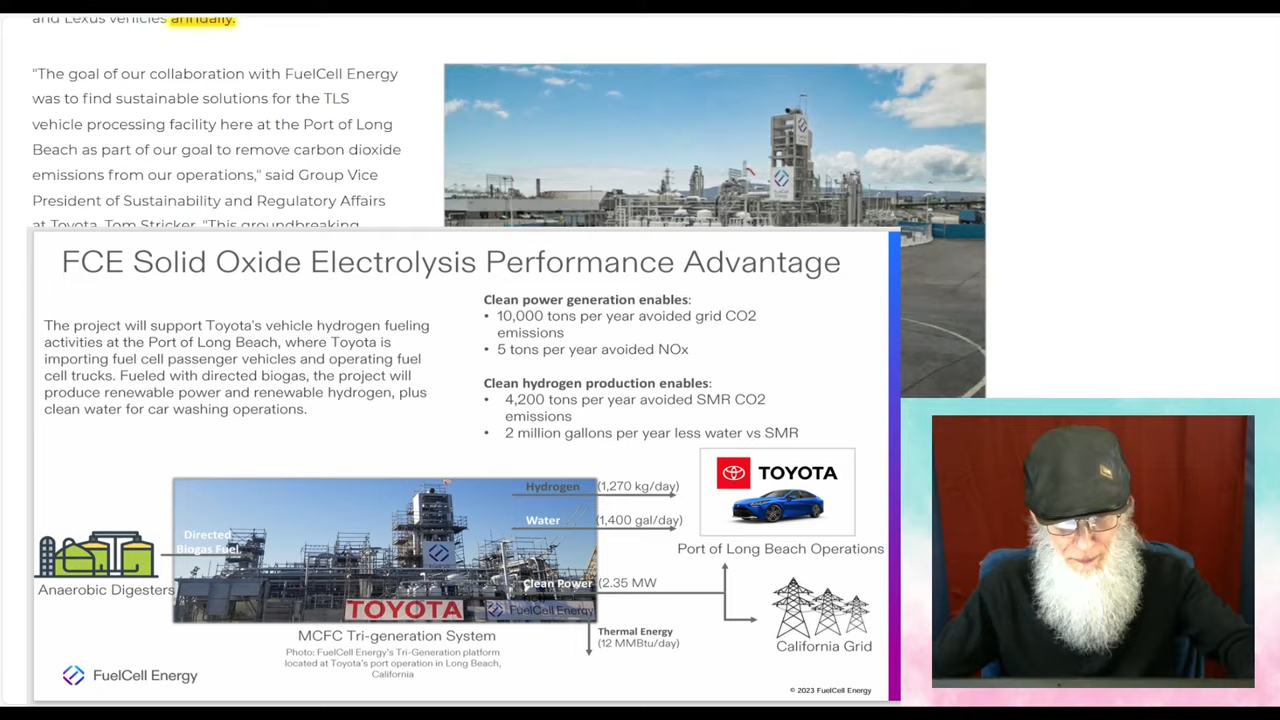 and Lexus vehicles annually.
"The goal of our collaboration with FuelCell Energy
was to find sustainable solutions for the TLS
vehicle processing facility here at the Port of Long
Beach as part of our goal to remove carbon dioxide
emissions from our operations," said Group Vice
President of Sustainability and Regulatory Affairs
at Toyota, Tom Stricker. "This groundbreaking
FCE Solid Oxide Electrolysis Performance Advantage
The project will support Toyota's vehicle hydrogen fueling
activities at the Port of Long Beach, where Toyota is
importing fuel cell passenger vehicles and operating fuel
cell trucks. Fueled with directed biogas, the project will
produce renewable power and renewable hydrogen, plus
clean water for car washing operations.
Clean power generation enables:
• 10,000 tons per year avoided grid CO2
emissions
• 5 tons per year avoided NOx
Clean hydrogen production enables:
• 4,200 tons per year avoided SMR CO2
emissions
• 2 million gallons per year less water vs SMR
Directed
Biogas Fuel
Anaerobic Digesters
Hydrogen (1,270 kg/day)
Water (1,400 gal/day)
Clean Power (2.35 MW
Thermal Energy
(12 MMBtu/day)
TOYOTA
FuelCell Energy
TOYOTA
Port of Long Beach Operations
California Grid
MCFC Tri-generation System
Photo: FuelCell Energy's Tri-Generation platform
located at Toyota's port operation in Long Beach,
California
FuelCell Energy
© 2023 FuelCell Energy